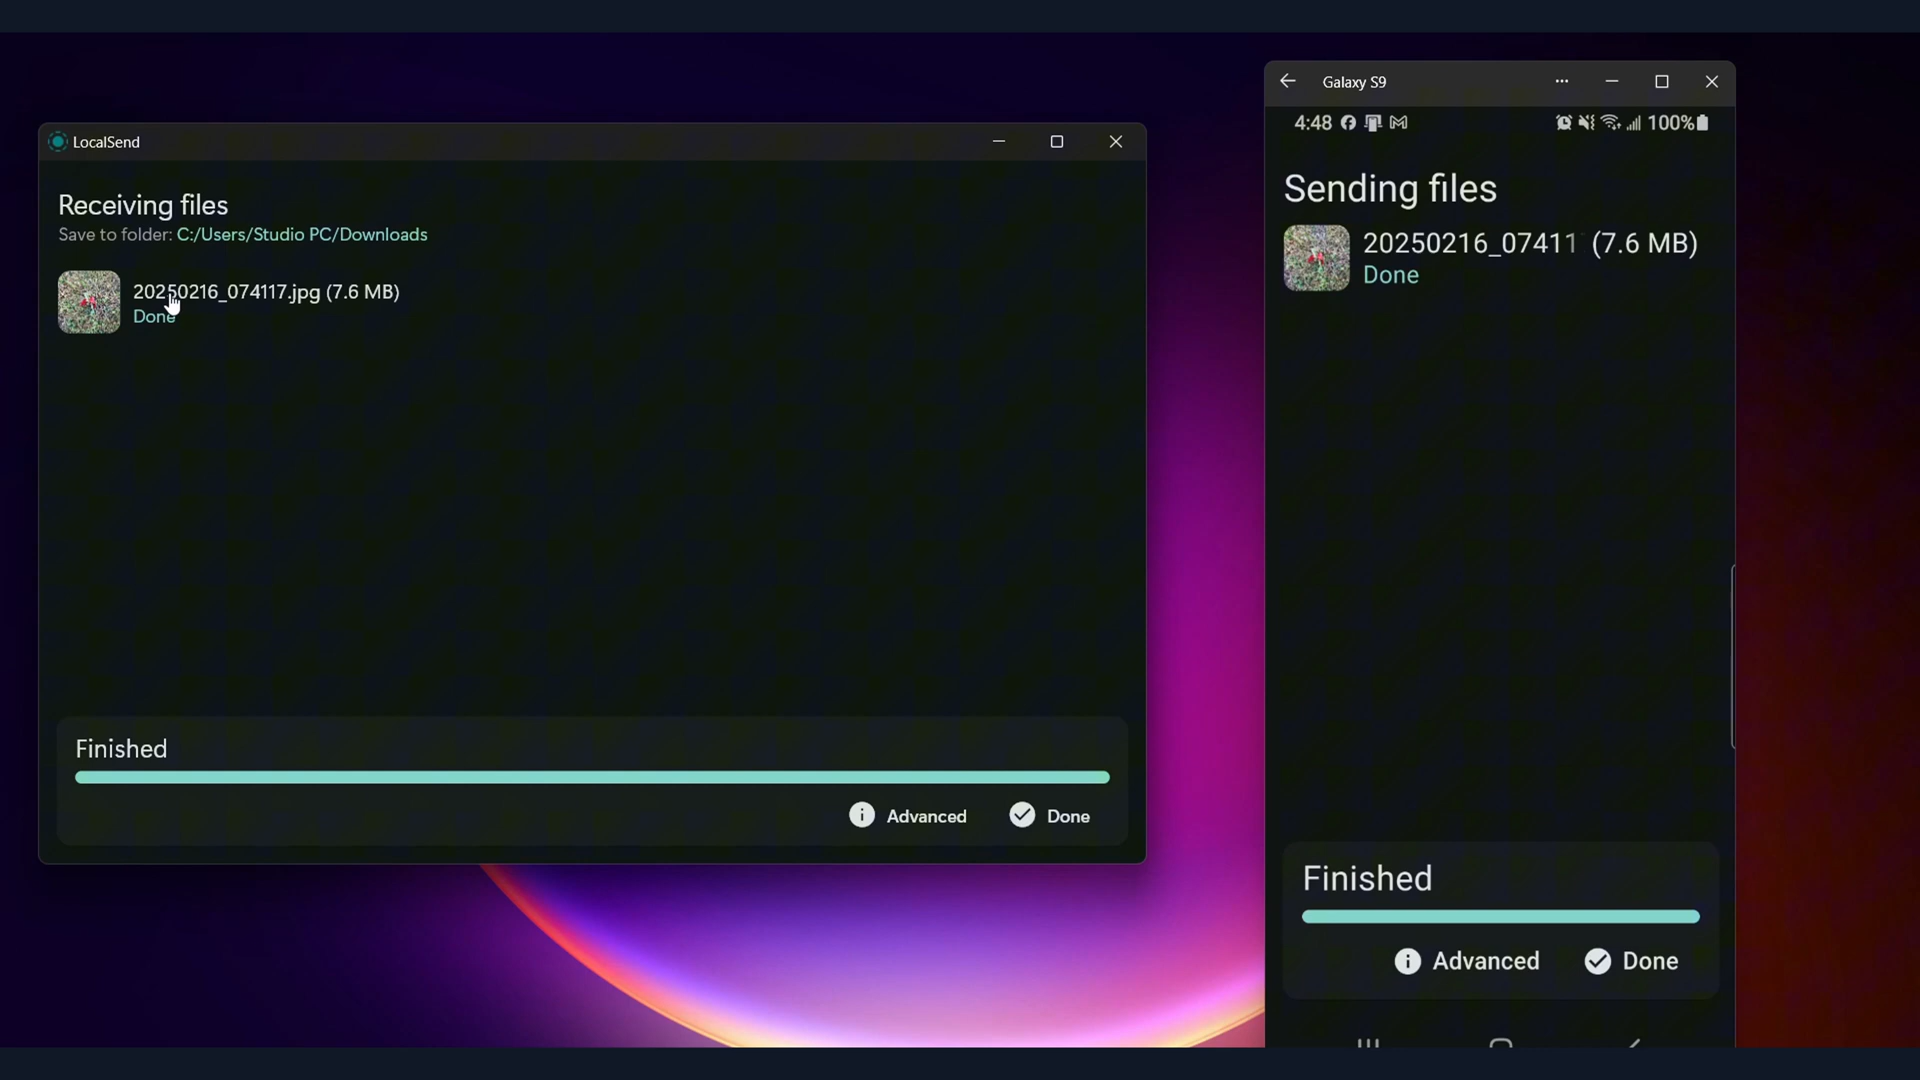 LocalSend
Receiving files
Save to folder: C:/Users/Studio PC/Downloads
20250216_074117.jpg (7.6 MB)
Done
Finished
Advanced
Done
Galaxy S9
4:48
100%
Sending files
20250216_07411 (7.6 MB)
Done
Finished
Advanced
Done